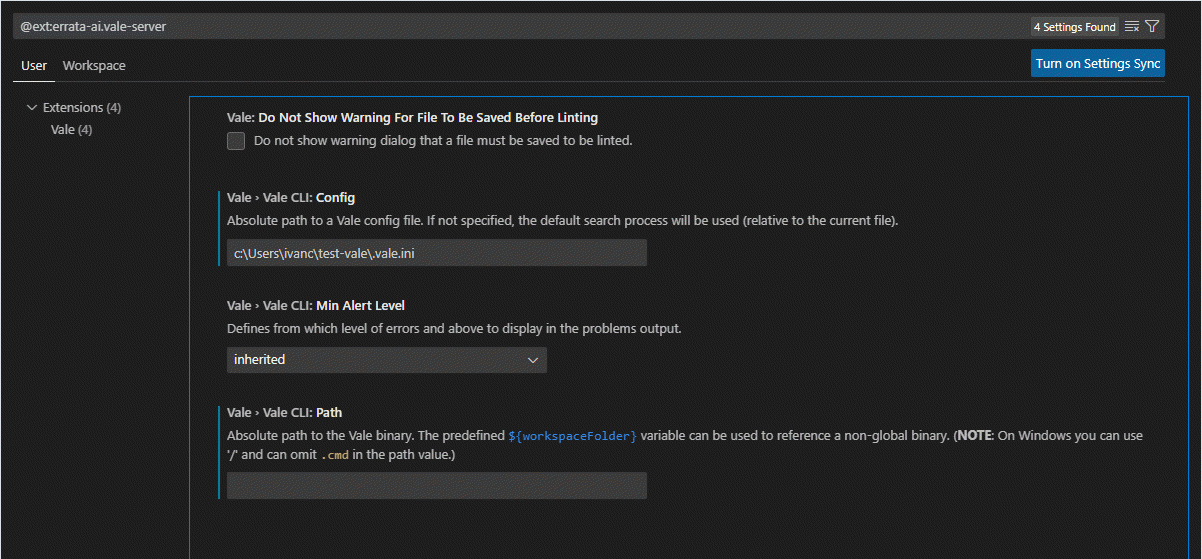 @ext:errata-ai.vale-server
4 Settings Found
User Workspace
Turn on Settings Sync
Extensions (4)
Vale (4)
Vale: Do Not Show Warning For File To Be Saved Before Linting
Do not show warning dialog that a file must be saved to be linted.
Vale › Vale CLI: Config
Absolute path to a Vale config file. If not specified, the default search process will be used (relative to the current file).
c:\Users\ivanc\test-vale\.vale.ini
Vale › Vale CLI: Min Alert Level
Defines from which level of errors and above to display in the problems output.
inherited
Vale › Vale CLI: Path
Absolute path to the Vale binary. The predefined ${workspaceFolder} variable can be used to reference a non-global binary. (NOTE: On Windows you can use
'/' and can omit .cmd in the path value.)